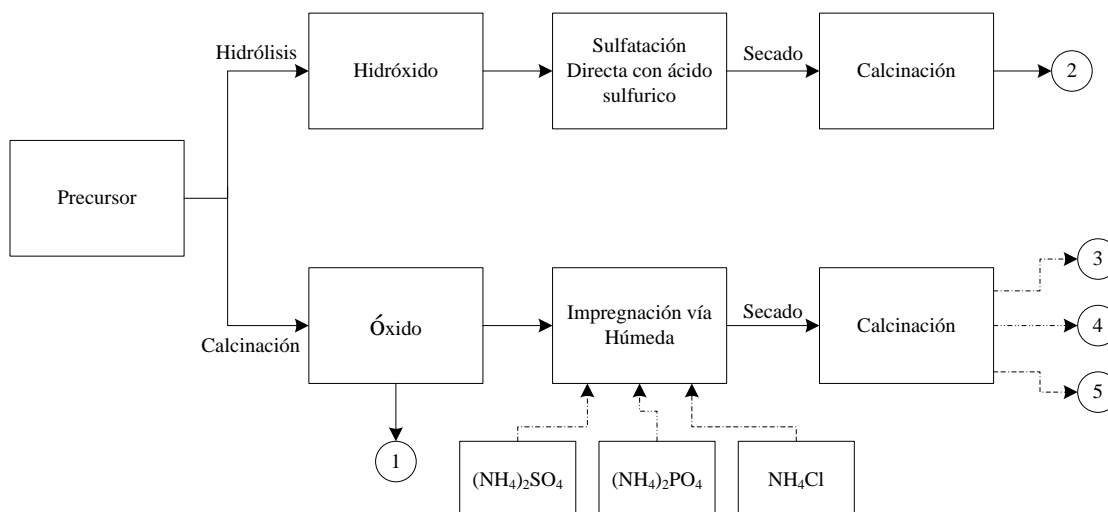 Hidrólisis
Hidróxido
Sulfatación
Directa con ácido
sulfurico
Secado
Calcinación
2
Precursor
Calcinación
Óxido
1
Impregnación vía
Húmeda
Secado
Calcinación
3
4
5
(NH₄)₂SO₄
(NH₄)₂PO₄
NH₄Cl